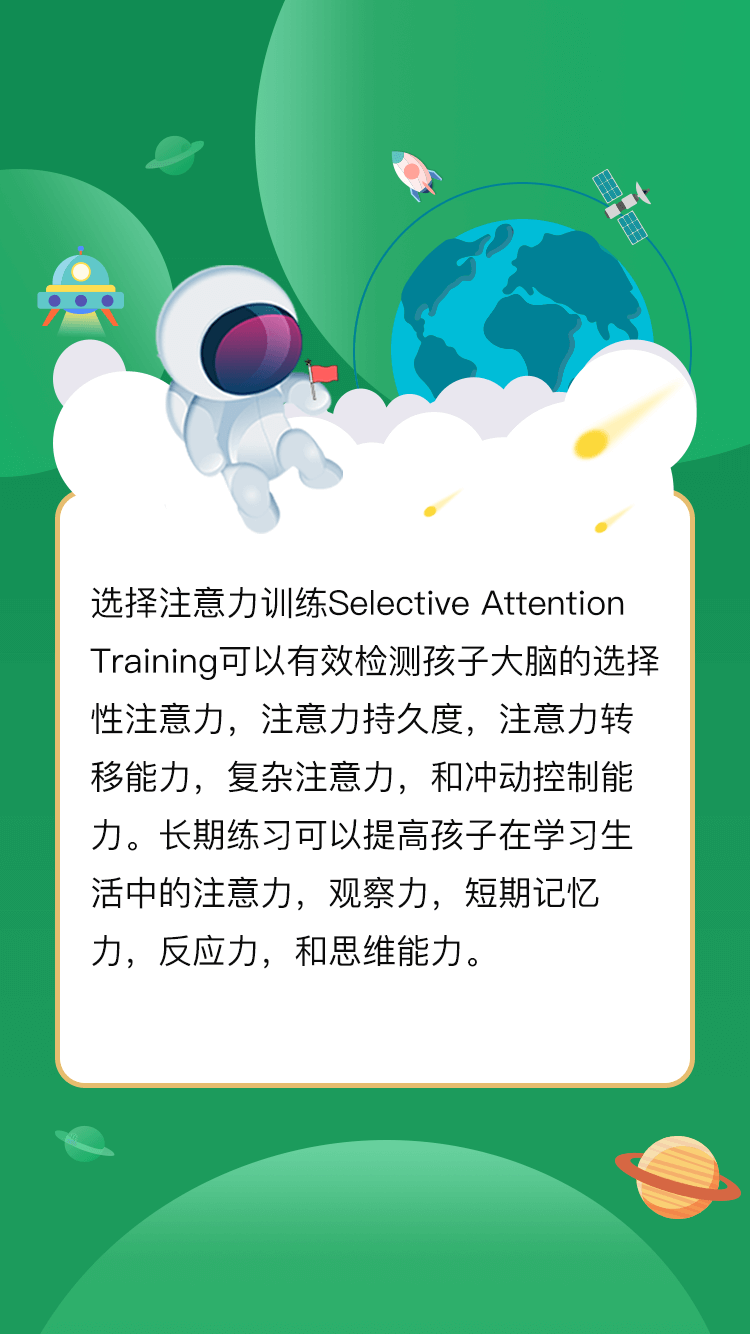 选择注意力训练Selective Attention
Training可以有效检测孩子大脑的选择
性注意力，注意力持久度，注意力转
移能力，复杂注意力，和冲动控制能
力。长期练习可以提高孩子在学习生
活中的注意力，观察力，短期记忆
力，反应力，和思维能力。